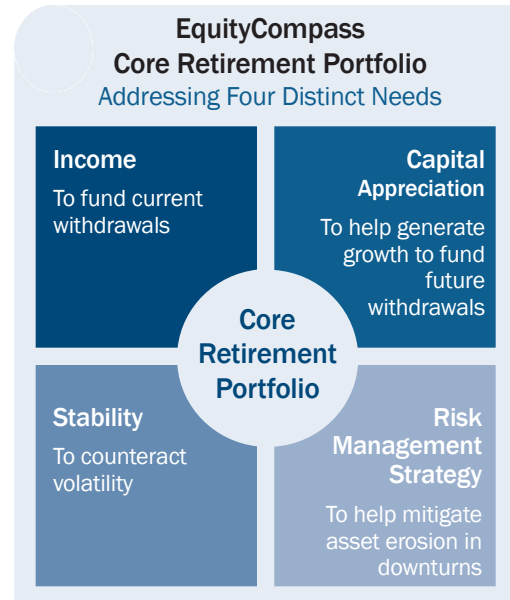 EquityCompass
Core Retirement Portfolio
Addressing Four Distinct Needs
Income
To fund current
withdrawals
Capital
Appreciation
To help generate
growth to fund
future
withdrawals
Core
Retirement
Portfolio
Stability
To counteract
volatility
Risk
Management
Strategy
To help mitigate
asset erosion in
downturns